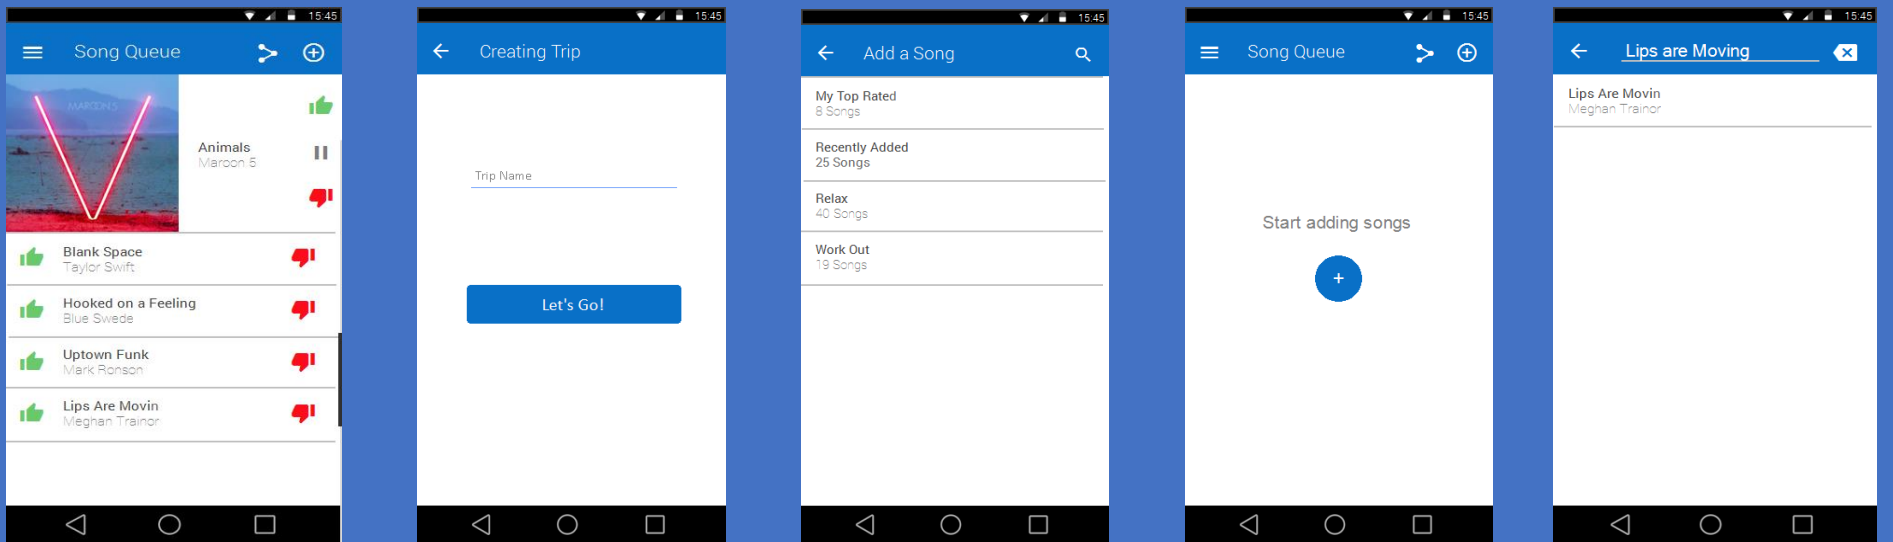 15:45
Song Queue
MAROON 5
Animals
Maroon 5
Blank Space
Taylor Swift
Hooked on a Feeling
Blue Swede
Uptown Funk
Mark Ronson
Lips Are Movin
Meghan Trainor
15:45
Creating Trip
Trip Name
Let's Go!
15:45
Add a Song
My Top Rated
8 Songs
Recently Added
25 Songs
Relax
40 Songs
Work Out
19 Songs
15:45
Song Queue
Start adding songs
15:45
Lips are Moving
Lips Are Movin
Meghan Trainor